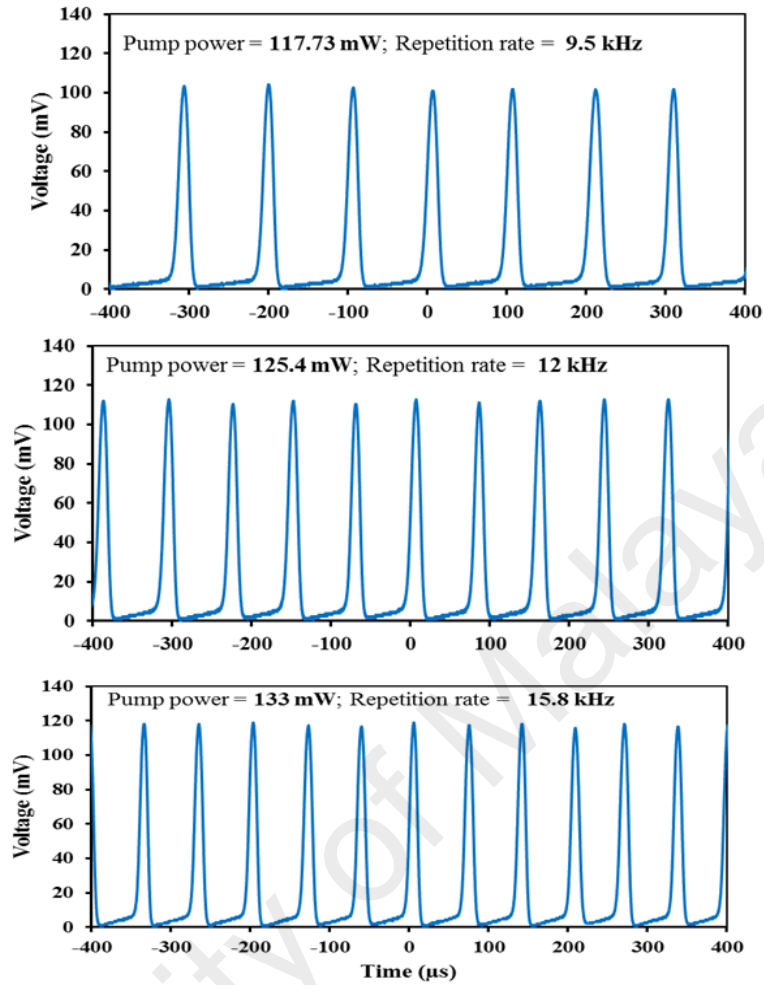 140
Pump power = 117.73 mW; Repetition rate = 9.5 kHz
120
100
80
60
40
20
0
Voltage (mV)
-400 -300 -200 -100 0 100 200 300 400
140
Pump power = 125.4 mW; Repetition rate = 12 kHz
120
100
80
60
40
20
0
Voltage (mV)
-400 -300 -200 -100 0 100 200 300 400
140
Pump power = 133 mW; Repetition rate = 15.8 kHz
120
100
80
60
40
20
0
Voltage (mV)
-400 -300 -200 -100 0 100 200 300 400
Time (µs)
of Malaya